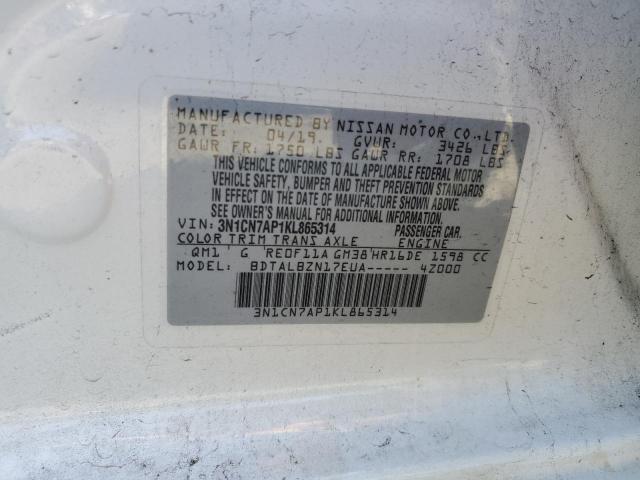 MANUFACTURED BY NISSAN MOTOR CO., LTD.
DATE: 04/19 GVWR: 3426 LBS
GAWR FR: 1750 LBS GAWR RR: 1708 LBS
THIS VEHICLE CONFORMS TO ALL APPLICABLE FEDERAL MOTOR
VEHICLE SAFETY, BUMPER AND THEFT PREVENTION STANDARDS
IN EFFECT ON THE DATE OF MANUFACTURE SHOWN ABOVE.
SEE OWNER'S MANUAL FOR ADDITIONAL INFORMATION.
VIN: 3N1CN7AP1KL865314 PASSENGER CAR.
COLOR TRIM TRANS AXLE ENGINE
QM1 G RE0F11A GM38 HR16DE 1598 CC
MODEL: BDTALBZN17EUA----- 4Z000
3N1CN7AP1KL865314